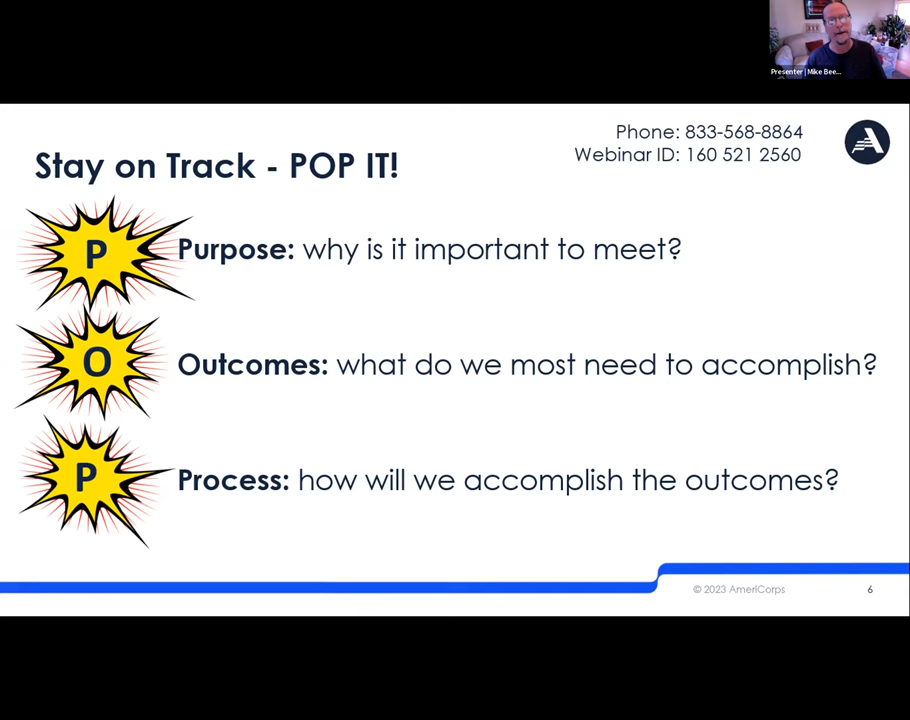 Presenter | Mike Bee...
Phone: 833-568-8864
Webinar ID: 160 521 2560
Stay on Track - POP IT!
P
Purpose: why is it important to meet?
O
Outcomes: what do we most need to accomplish?
P
Process: how will we accomplish the outcomes?
© 2023 AmeriCorps
6